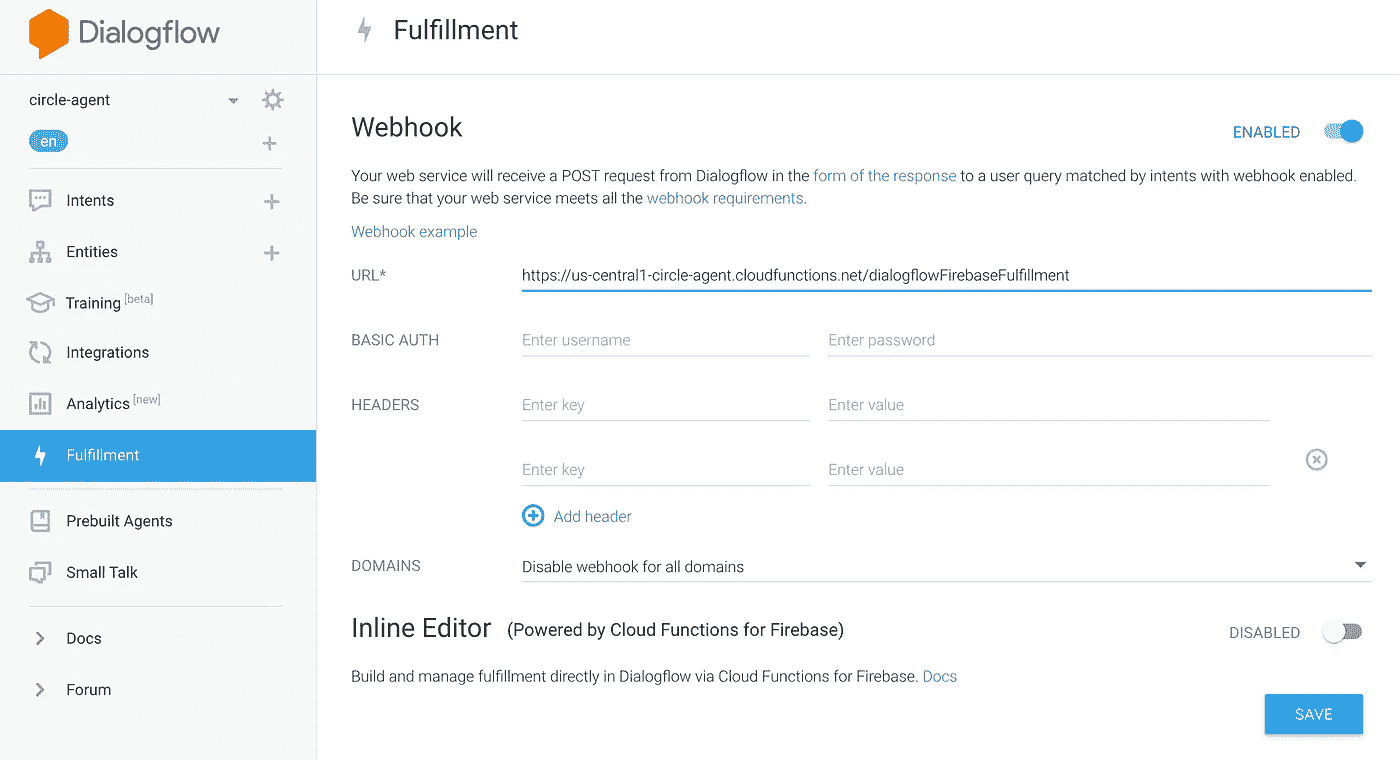 Dialogflow
Fulfillment
circle-agent
en
Intents
Entities
Training [beta]
Integrations
Analytics [new]
Fulfillment
Prebuilt Agents
Small Talk
Docs
Forum
Webhook
ENABLED
Your web service will receive a POST request from Dialogflow in the form of the response to a user query matched by intents with webhook enabled.
Be sure that your web service meets all the webhook requirements.
Webhook example
URL* https://us-central1-circle-agent.cloudfunctions.net/dialogflowFirebaseFulfillment
BASIC AUTH Enter username Enter password
HEADERS Enter key Enter value
Enter key Enter value
Add header
DOMAINS Disable webhook for all domains
Inline Editor (Powered by Cloud Functions for Firebase) DISABLED
Build and manage fulfillment directly in Dialogflow via Cloud Functions for Firebase. Docs
SAVE